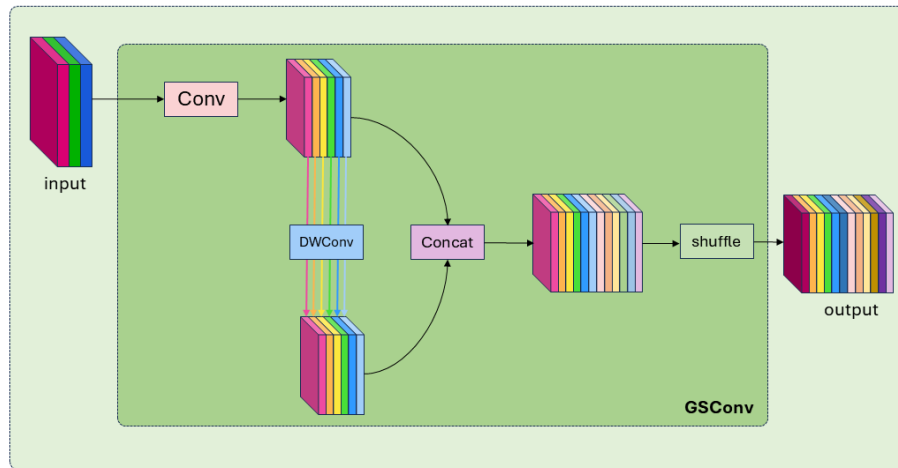 Conv
input
DWConv
Concat
shuffle
output
GSConv